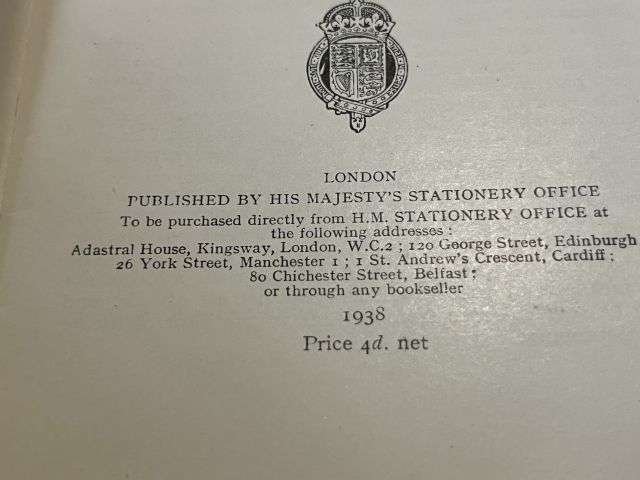 LONDON
PUBLISHED BY HIS MAJESTY'S STATIONERY OFFICE
To be purchased directly from H.M. STATIONERY OFFICE at
the following addresses :
Adastral House, Kingsway, London, W.C.2 ; 120 George Street, Edinburgh
26 York Street, Manchester 1 ; 1 St. Andrew's Crescent, Cardiff ;
80 Chichester Street, Belfast ;
or through any bookseller
1938
Price 4d. net